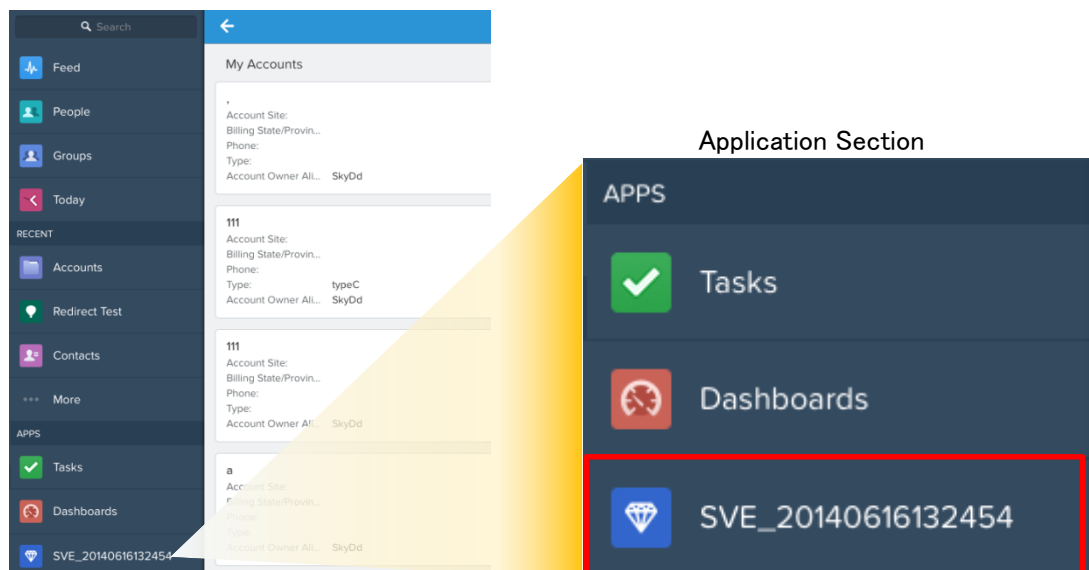 Search
Feed
People
Groups
Today
RECENT
Accounts
Redirect Test
Contacts
More
APPS
Tasks
Dashboards
SVE_20140616132454
My Accounts
,
Account Site:
Billing State/Provin...
Phone:
Type:
Account Owner Ali... SkyDd
111
Account Site:
Billing State/Provin...
Phone:
Type: typeC
Account Owner Ali... SkyDd
111
Account Site:
Billing State/Provin...
Phone:
Type:
Account Owner Ali... SkyDd
a
Account Site:
Billing State/Provin...
Phone:
Type:
Account Owner Ali... SkyDd
Application Section
APPS
Tasks
Dashboards
SVE_20140616132454